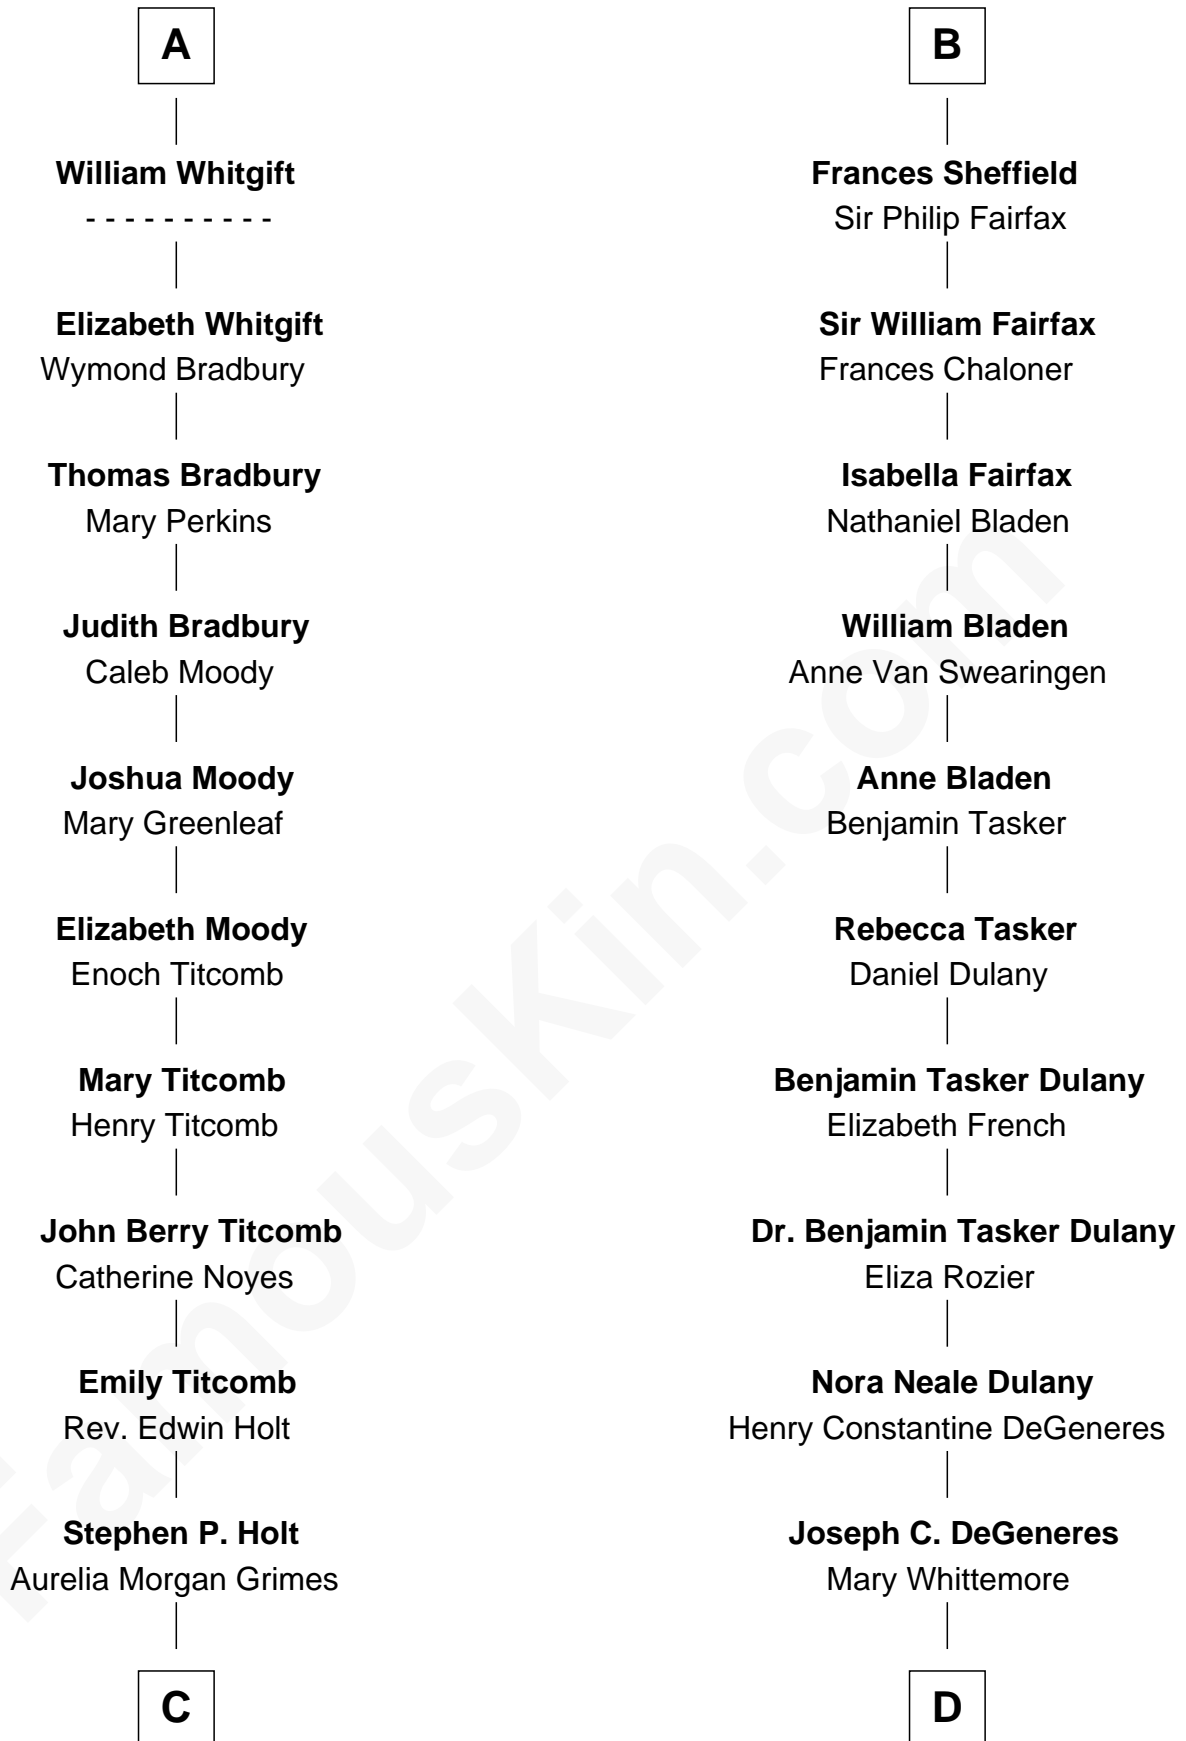 A
William Whitgift
- - - - - - - - - -
Elizabeth Whitgift
Wymond Bradbury
Thomas Bradbury
Mary Perkins
Judith Bradbury
Caleb Moody
Joshua Moody
Mary Greenleaf
Elizabeth Moody
Enoch Titcomb
Mary Titcomb
Henry Titcomb
John Berry Titcomb
Catherine Noyes
Emily Titcomb
Rev. Edwin Holt
Stephen P. Holt
Aurelia Morgan Grimes
C
B
Frances Sheffield
Sir Philip Fairfax
Sir William Fairfax
Frances Chaloner
Isabella Fairfax
Nathaniel Bladen
William Bladen
Anne Van Swearingen
Anne Bladen
Benjamin Tasker
Rebecca Tasker
Daniel Dulany
Benjamin Tasker Dulany
Elizabeth French
Dr. Benjamin Tasker Dulany
Eliza Rozier
Nora Neale Dulany
Henry Constantine DeGeneres
Joseph C. DeGeneres
Mary Whittemore
D
FamousKin.com